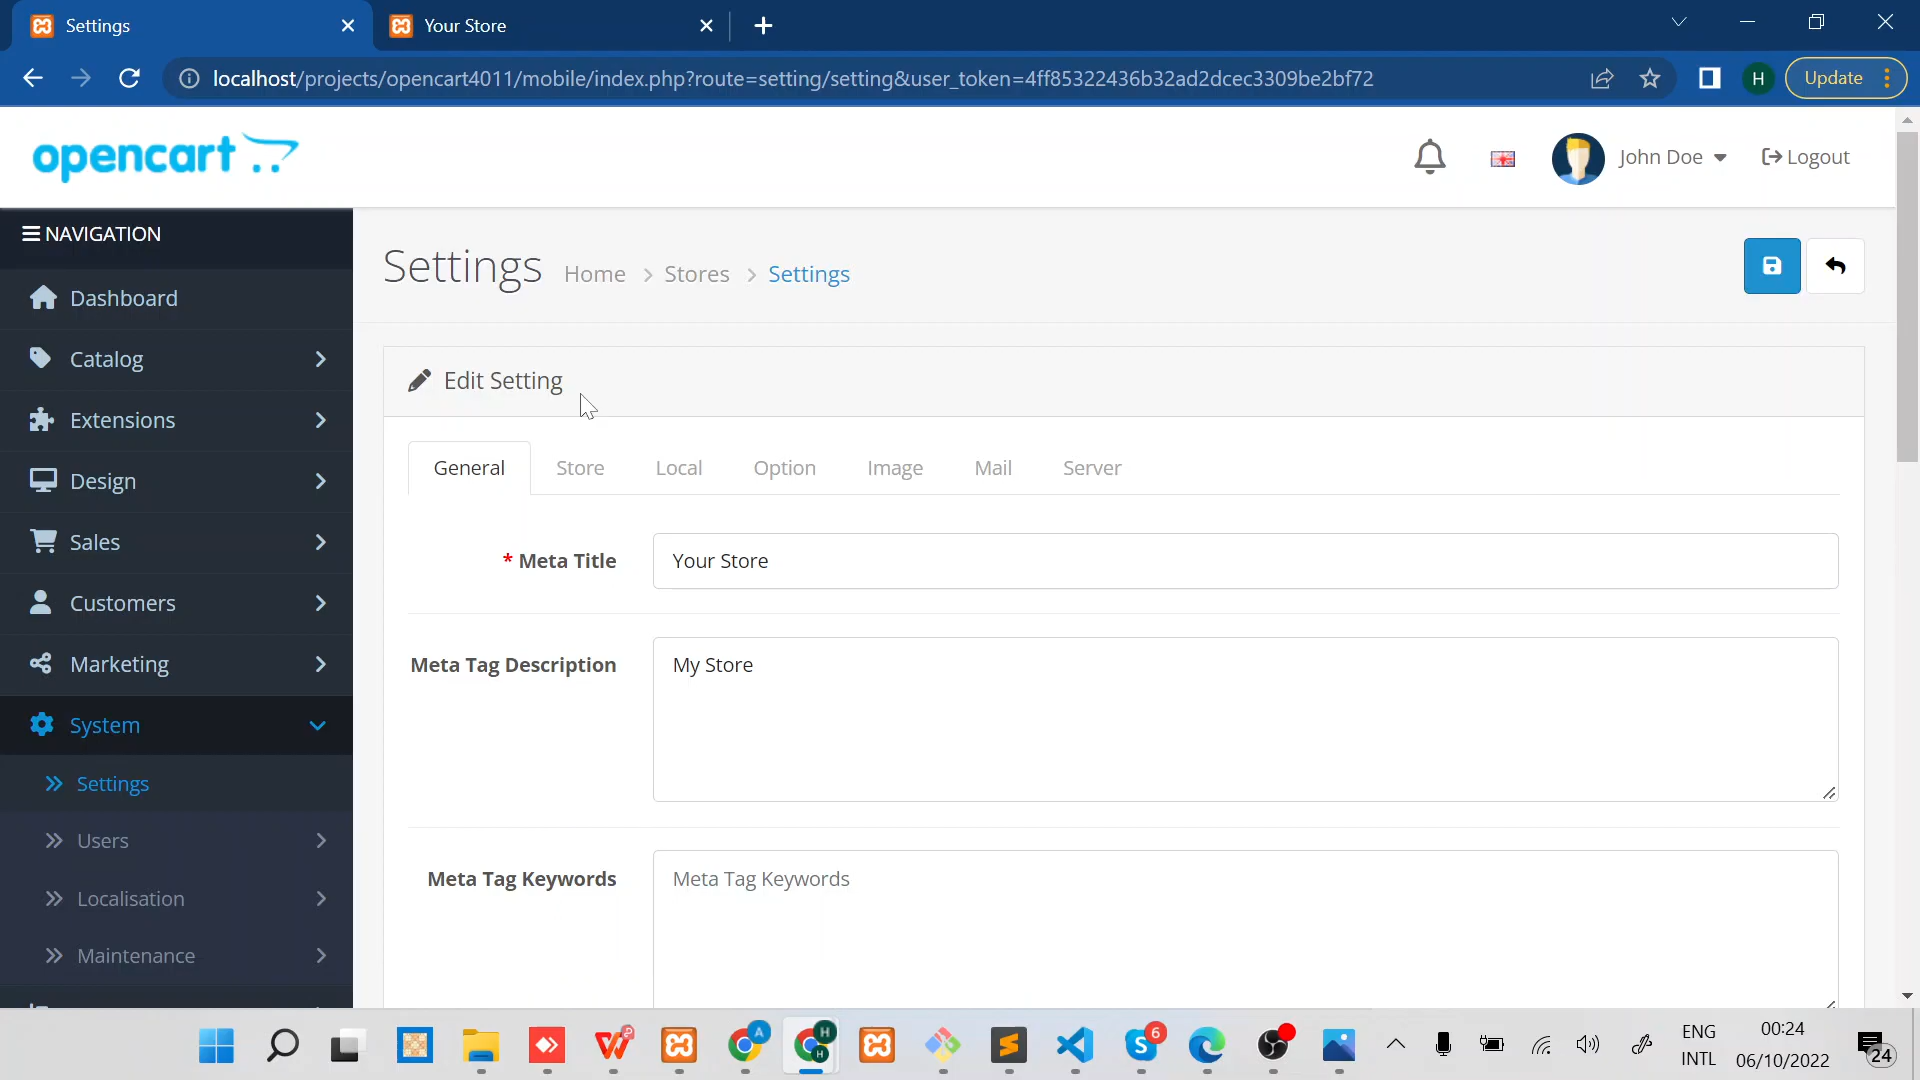 Settings
Your Store
localhost/projects/opencart4011/mobile/index.php?route=setting/setting&user_token=4ff85322436b32ad2dcec3309be2bf72
H
Update
opencart
John Doe
Logout
NAVIGATION
Settings
Home > Stores > Settings
Dashboard
Catalog
Extensions
Design
Sales
Customers
Marketing
System
Settings
Users
Localisation
Maintenance
Edit Setting
General Store Local Option Image Mail Server
* Meta Title
Your Store
Meta Tag Description
My Store
Meta Tag Keywords
Meta Tag Keywords
A
H
H
6
ENG
INTL
00:24
06/10/2022
24